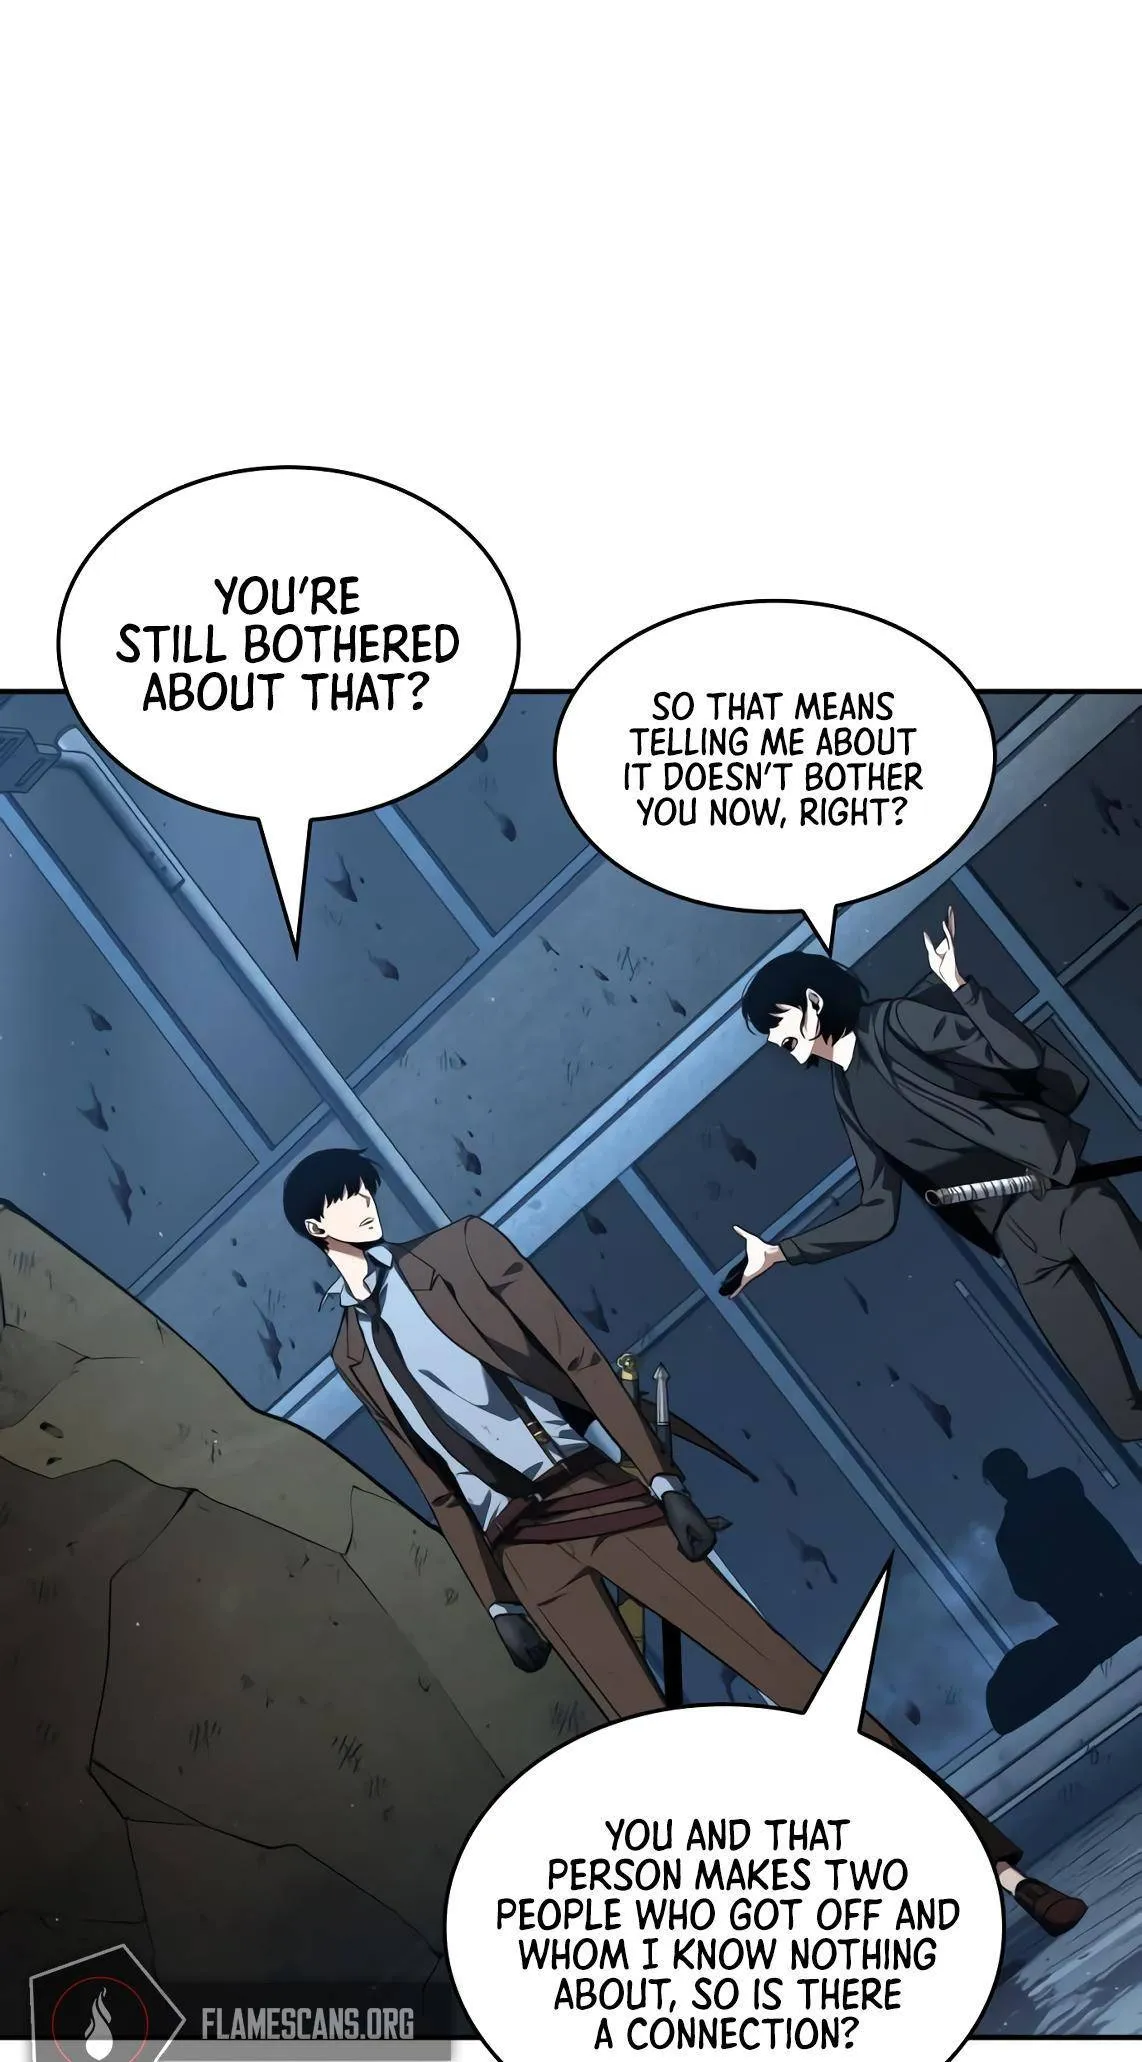 YOU'RE
STILL BOTHERED
ABOUT THAT?
SO THAT MEANS
TELLING ME ABOUT
IT DOESN'T BOTHER
YOU NOW, RIGHT?
YOU AND THAT
PERSON MAKES TWO
PEOPLE WHO GOT OFF AND
WHOM I KNOW NOTHING
ABOUT, SO IS THERE
A CONNECTION?
FLAMESCANS.ORG